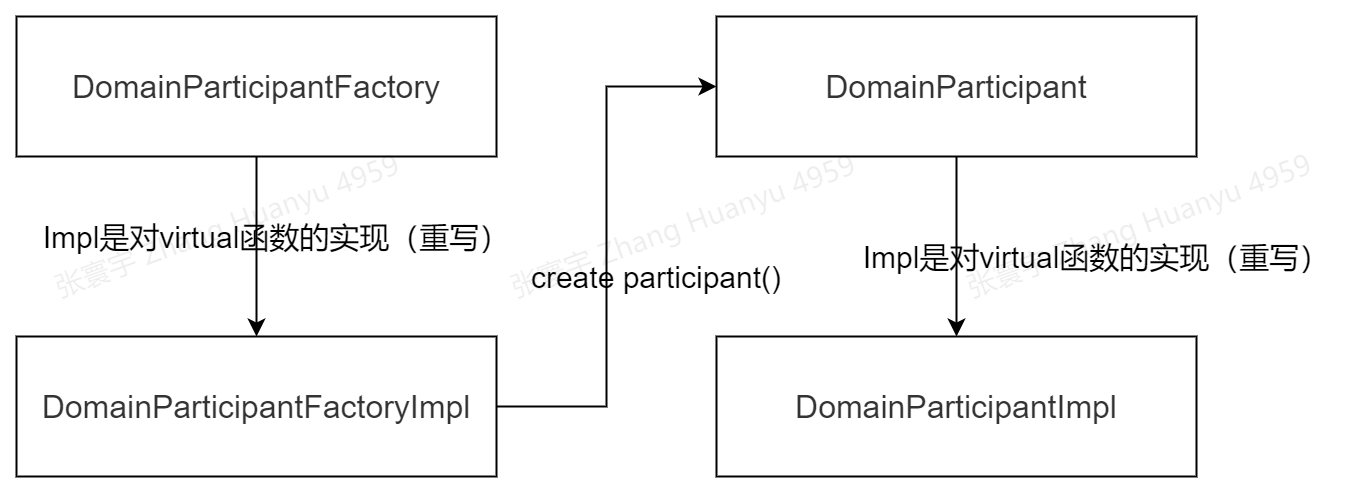 DomainParticipantFactory
DomainParticipant
Impl是对virtual函数的实现（重写）
create participant()
Impl是对virtual函数的实现（重写）
DomainParticipantFactoryImpl
DomainParticipantImpl
张寰宇 Zhang Huanyu 4959
张寰宇 Zhang Huanyu 4959
张寰宇 Zhang Huanyu 4959